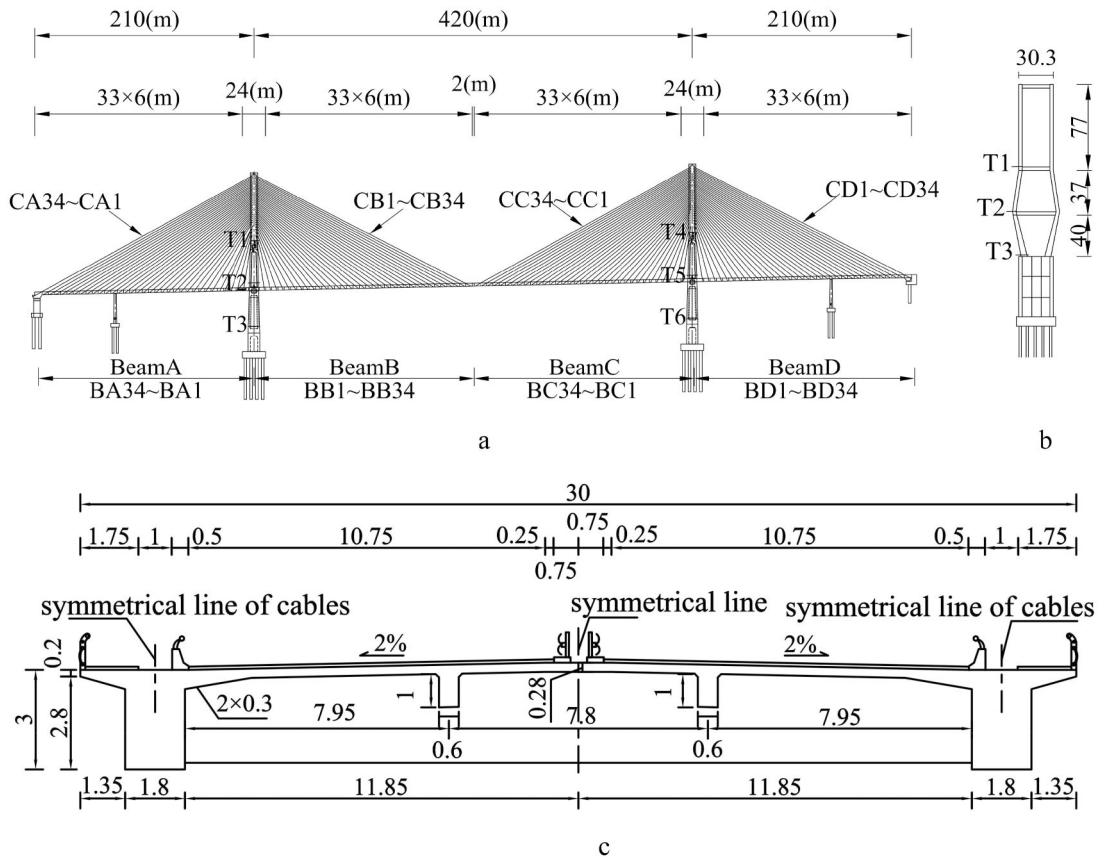 210(m) 420(m) 210(m)
33×6(m) 24(m) 33×6(m) 2(m) 33×6(m) 24(m) 33×6(m)
CA34~CA1 CB1~CB34 CC34~CC1 CD1~CD34
T1 T4
T2 T5
T3 T6
BeamA BeamB BeamC BeamD
BA34~BA1 BB1~BB34 BC34~BC1 BD1~BD34
a
30.3
77
T1
37
T2
40
T3
b
30
1.75 1 0.5 10.75 0.25 0.75 0.25 10.75 0.5 1 1.75
0.75
symmetrical line of cables symmetrical line symmetrical line of cables
0.2 2% 2%
3 2.8 2×0.3 1 0.28 1
7.95 7.8 7.95
0.6 0.6
1.35 1.8 11.85 11.85 1.8 1.35
c